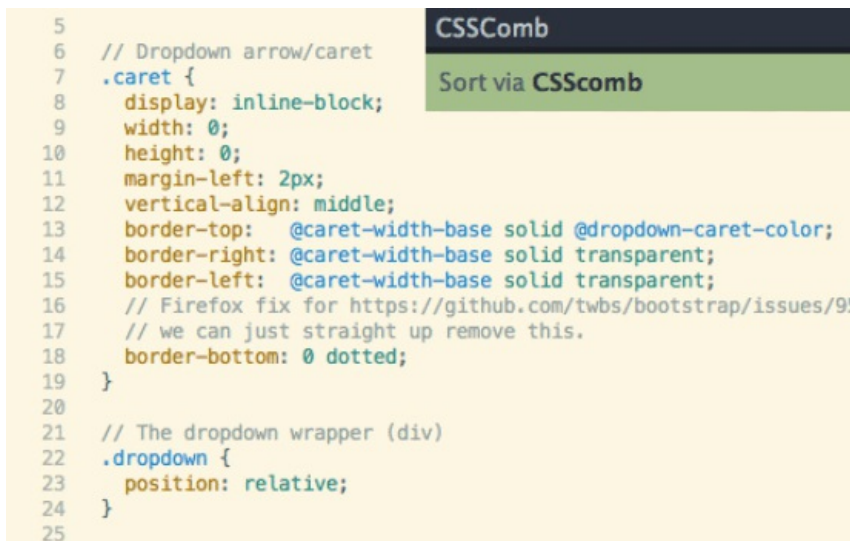 5
CSSComb
6 // Dropdown arrow/caret
7 .caret {
Sort via CSScomb
8 display: inline-block;
9 width: 0;
10 height: 0;
11 margin-left: 2px;
12 vertical-align: middle;
13 border-top: @caret-width-base solid @dropdown-caret-color;
14 border-right: @caret-width-base solid transparent;
15 border-left: @caret-width-base solid transparent;
16 // Firefox fix for https://github.com/twbs/bootstrap/issues/95
17 // we can just straight up remove this.
18 border-bottom: 0 dotted;
19 }
20
21 // The dropdown wrapper (div)
22 .dropdown {
23 position: relative;
24 }
25